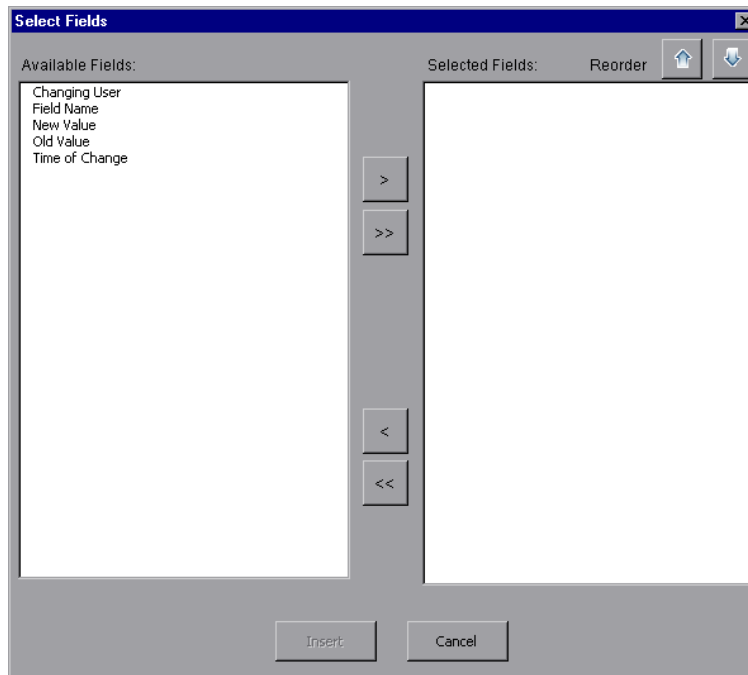 Select Fields
Available Fields:
Selected Fields: Reorder
Changing User
Field Name
New Value
Old Value
Time of Change
>
>>
<
<<
Insert Cancel